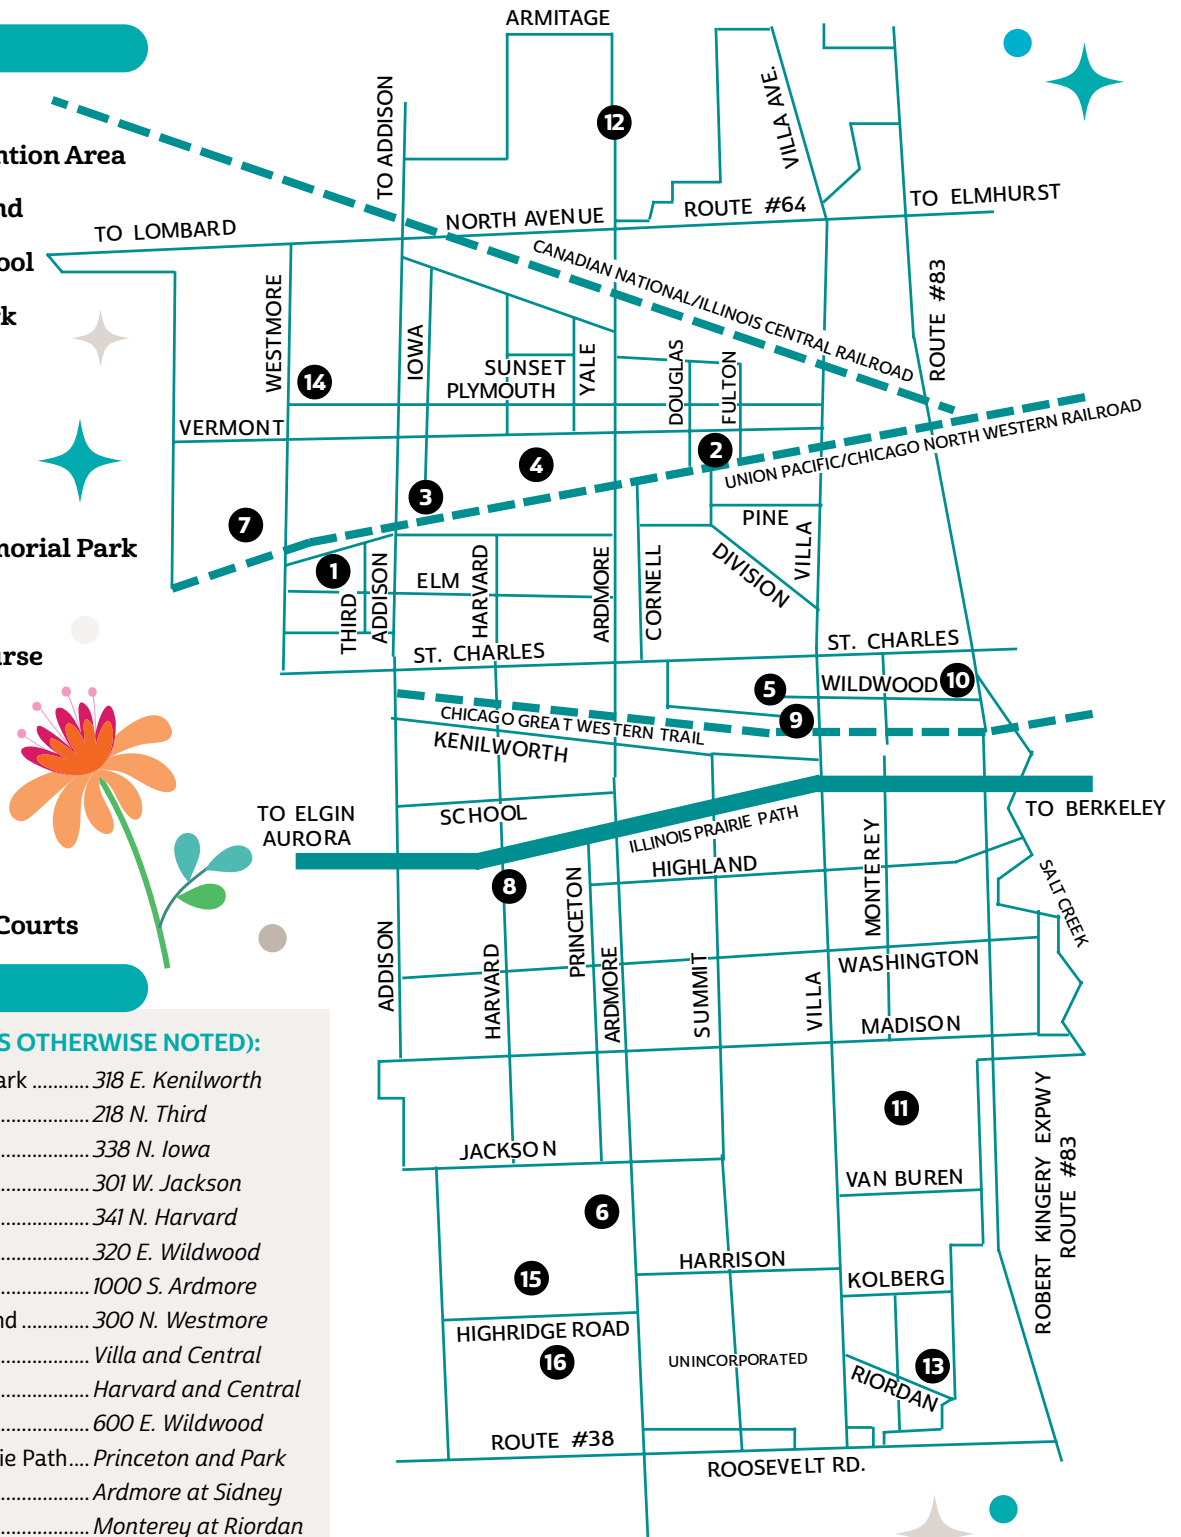 ntion Area
nd
ool
k
morial Park
urse
Courts
S OTHERWISE NOTED):
ark ........... 318 E. Kenilworth
................... 218 N. Third
................... 338 N. Iowa
................... 301 W. Jackson
................... 341 N. Harvard
................... 320 E. Wildwood
................... 1000 S. Ardmore
nd ............. 300 N. Westmore
................... Villa and Central
................... Harvard and Central
................... 600 E. Wildwood
ie Path.... Princeton and Park
................... Ardmore at Sidney
................... Monterey at Riordan
ARMITAGE
TO ADDISON
VILLA AVE.
12
TO LOMBARD
NORTH AVENUE
ROUTE #64
TO ELMHURST
CANADIAN NATIONAL/ILLINOIS CENTRAL RAILROAD
ROUTE #83
WESTMORE
IOWA
SUNSET
PLYMOUTH
YALE
DOUGLAS
FULTON
14
VERMONT
2
4
3
7
UNION PACIFIC/CHICAGO NORTH WESTERN RAILROAD
PINE
VILLA
DIVISION
1
THIRD
ADDISON
ELM
HARVARD
ARDMORE
CORNELL
ST. CHARLES
ST. CHARLES
5
WILDWOOD
10
9
CHICAGO GREAT WESTERN TRAIL
KENILWORTH
TO ELGIN
AURORA
SCHOOL
ILLINOIS PRAIRIE PATH
TO BERKELEY
HIGHLAND
MONTEREY
SALT CREEK
8
PRINCETON
ADDISON
HARVARD
ARDMORE
SUMMIT
VILLA
WASHINGTON
MADISON
11
JACKSON
VAN BUREN
6
ROBERT KINGERY EXPWY
ROUTE #83
15
HARRISON
KOLBERG
HIGHRIDGE ROAD
16
UNINCORPORATED
13
RIORDAN
ROUTE #38
ROOSEVELT RD.